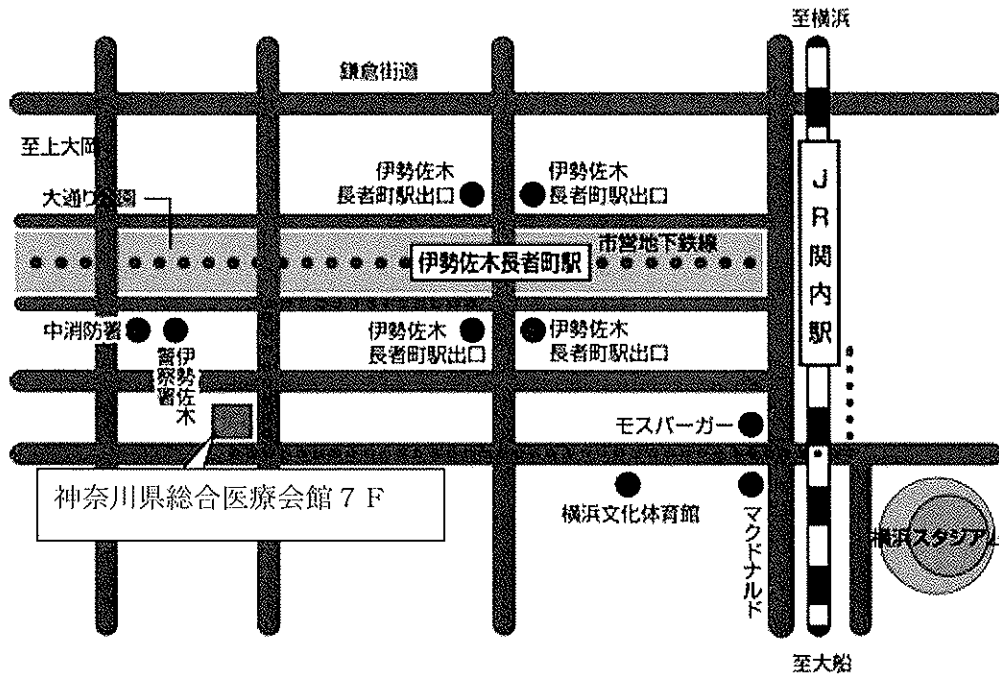 至横浜
鎌倉街道
至上大岡
伊勢佐木
長者町駅出口
伊勢佐木
長者町駅出口
JR関内駅
大通り公園
市営地下鉄線
伊勢佐木長者町駅
中消防署
伊勢佐木
警察署
伊勢佐木
長者町駅出口
伊勢佐木
長者町駅出口
モスバーガー
神奈川県総合医療会館7F
横浜文化体育館
マクドナルド
横浜スタジアム
至大船